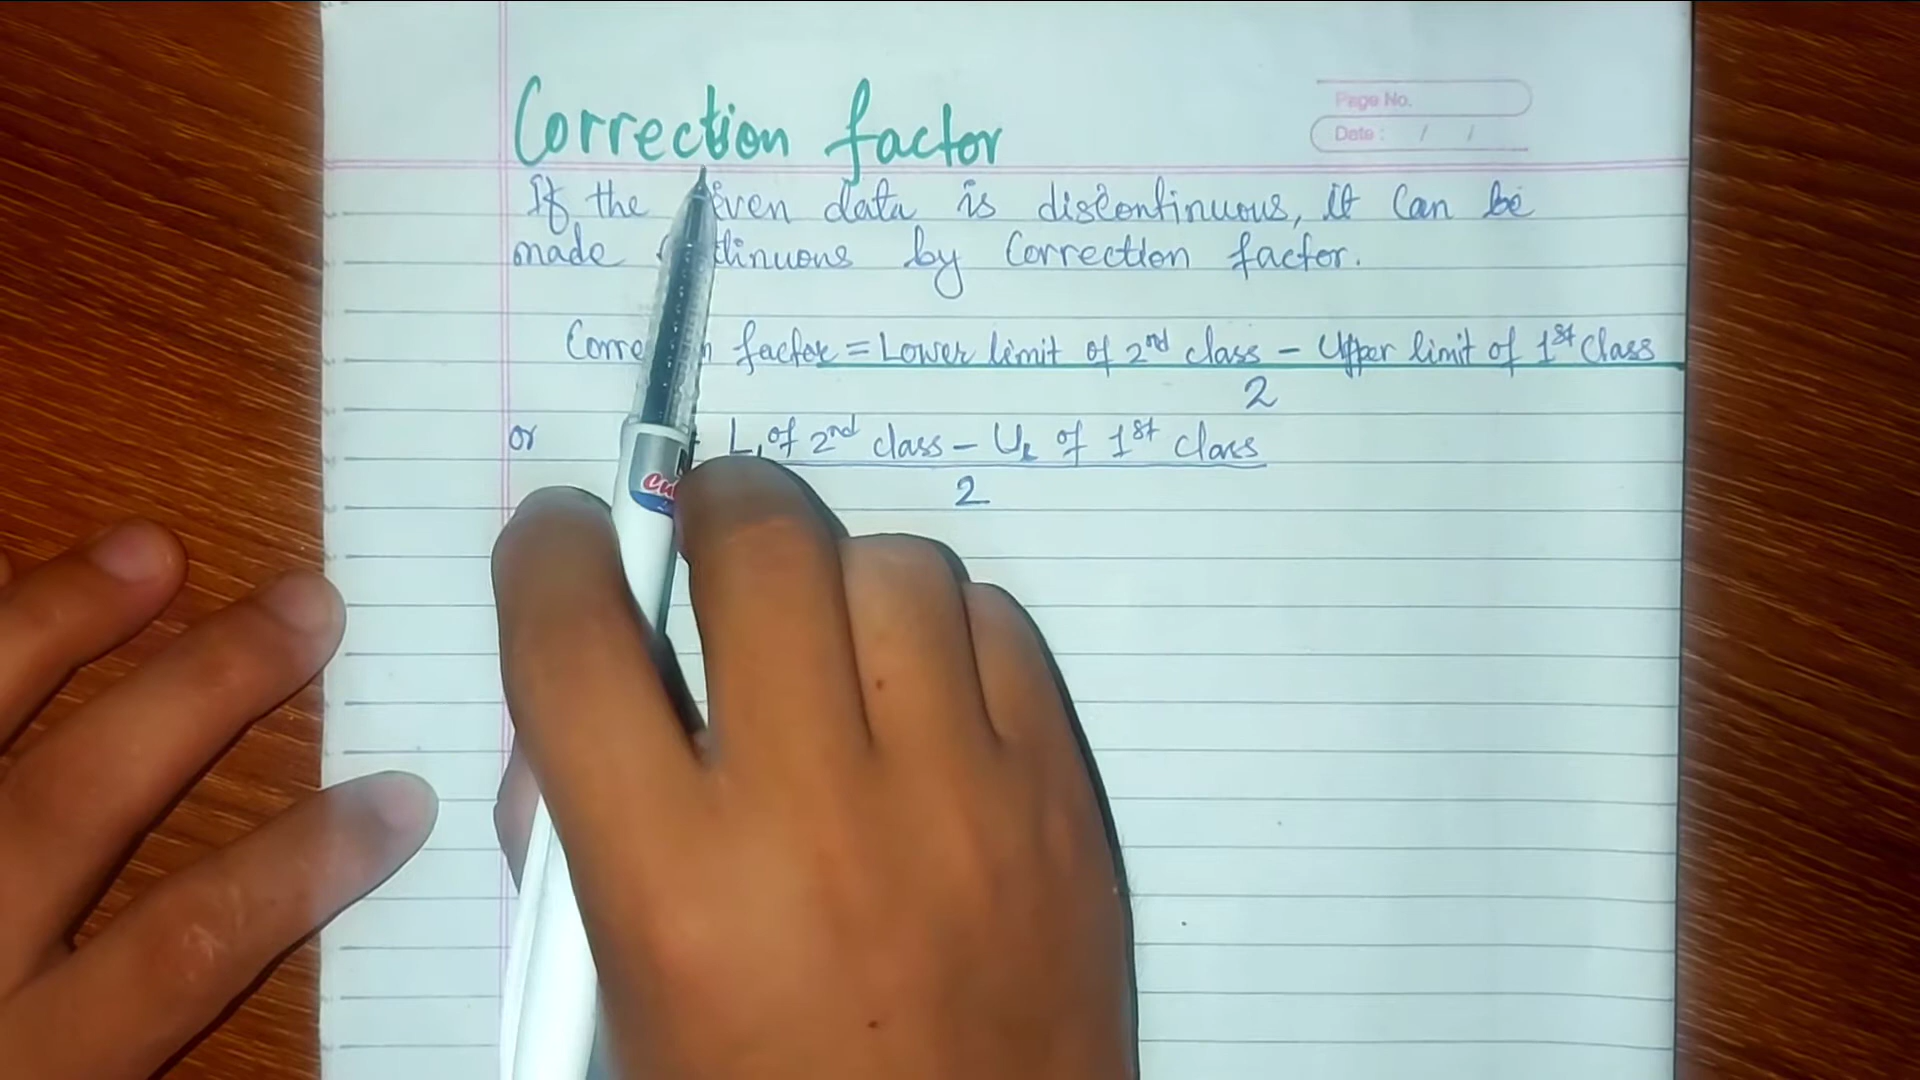 Correction factor
Page No.
Date : / /
If the given data is discontinuous, it can be
made continuous by Correction factor.
Correction factor = Lower limit of 2nd class - Upper limit of 1st class
2
or L1 of 2nd class - U2 of 1st class
2